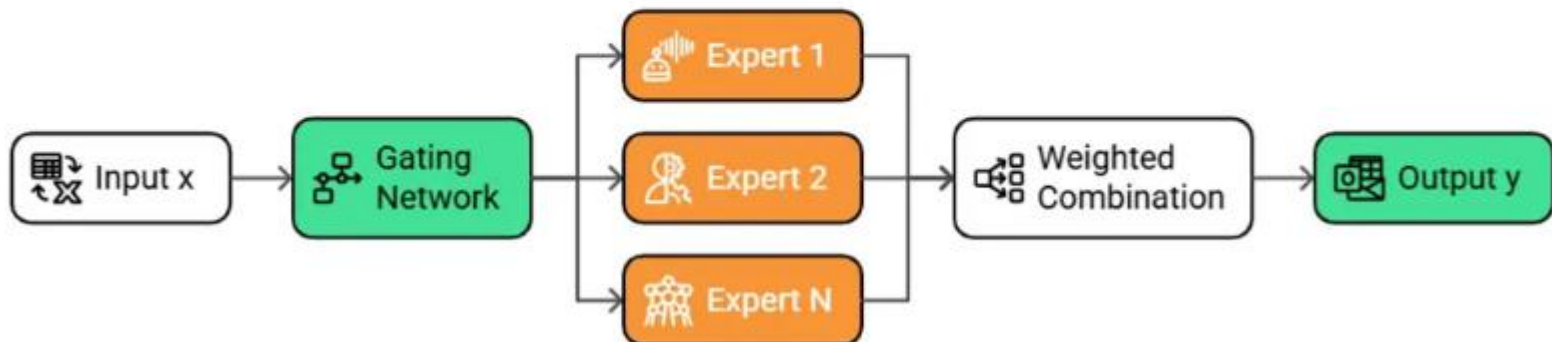 Input x
Gating
Network
Expert 1
Expert 2
Expert N
Weighted
Combination
Output y